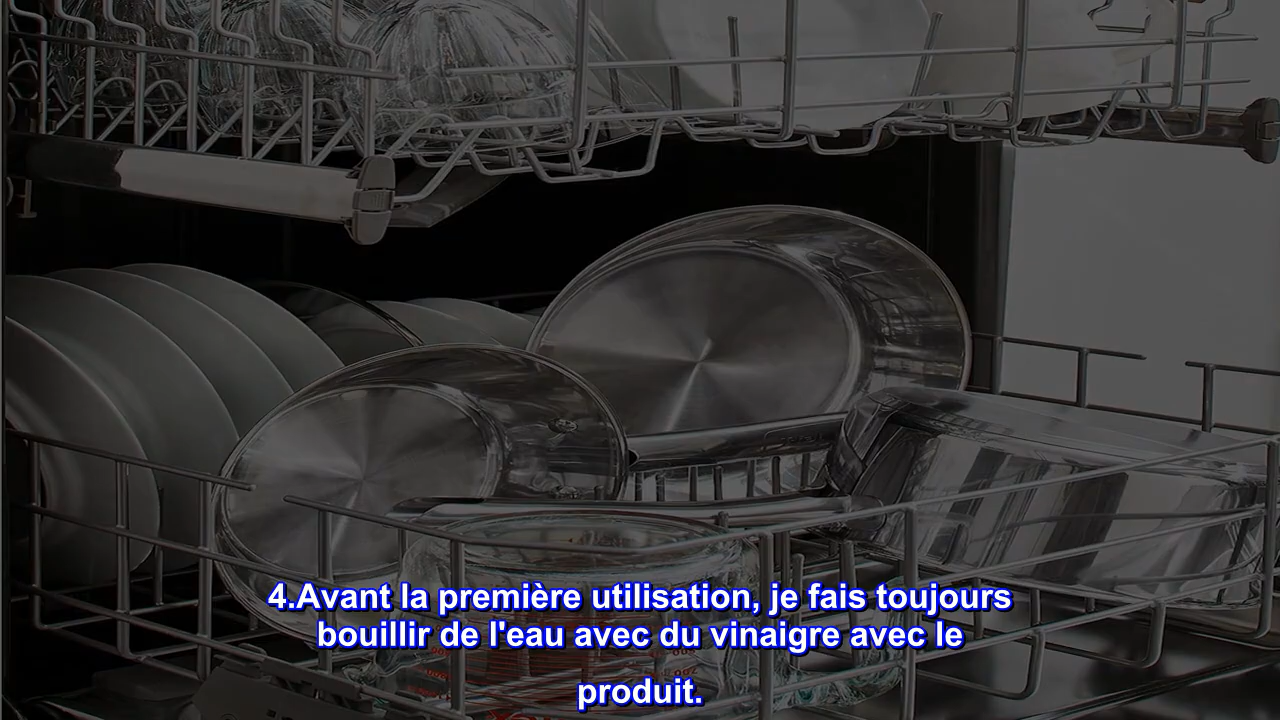 4.Avant la première utilisation, je fais toujours
bouillir de l'eau avec du vinaigre avec le
produit.